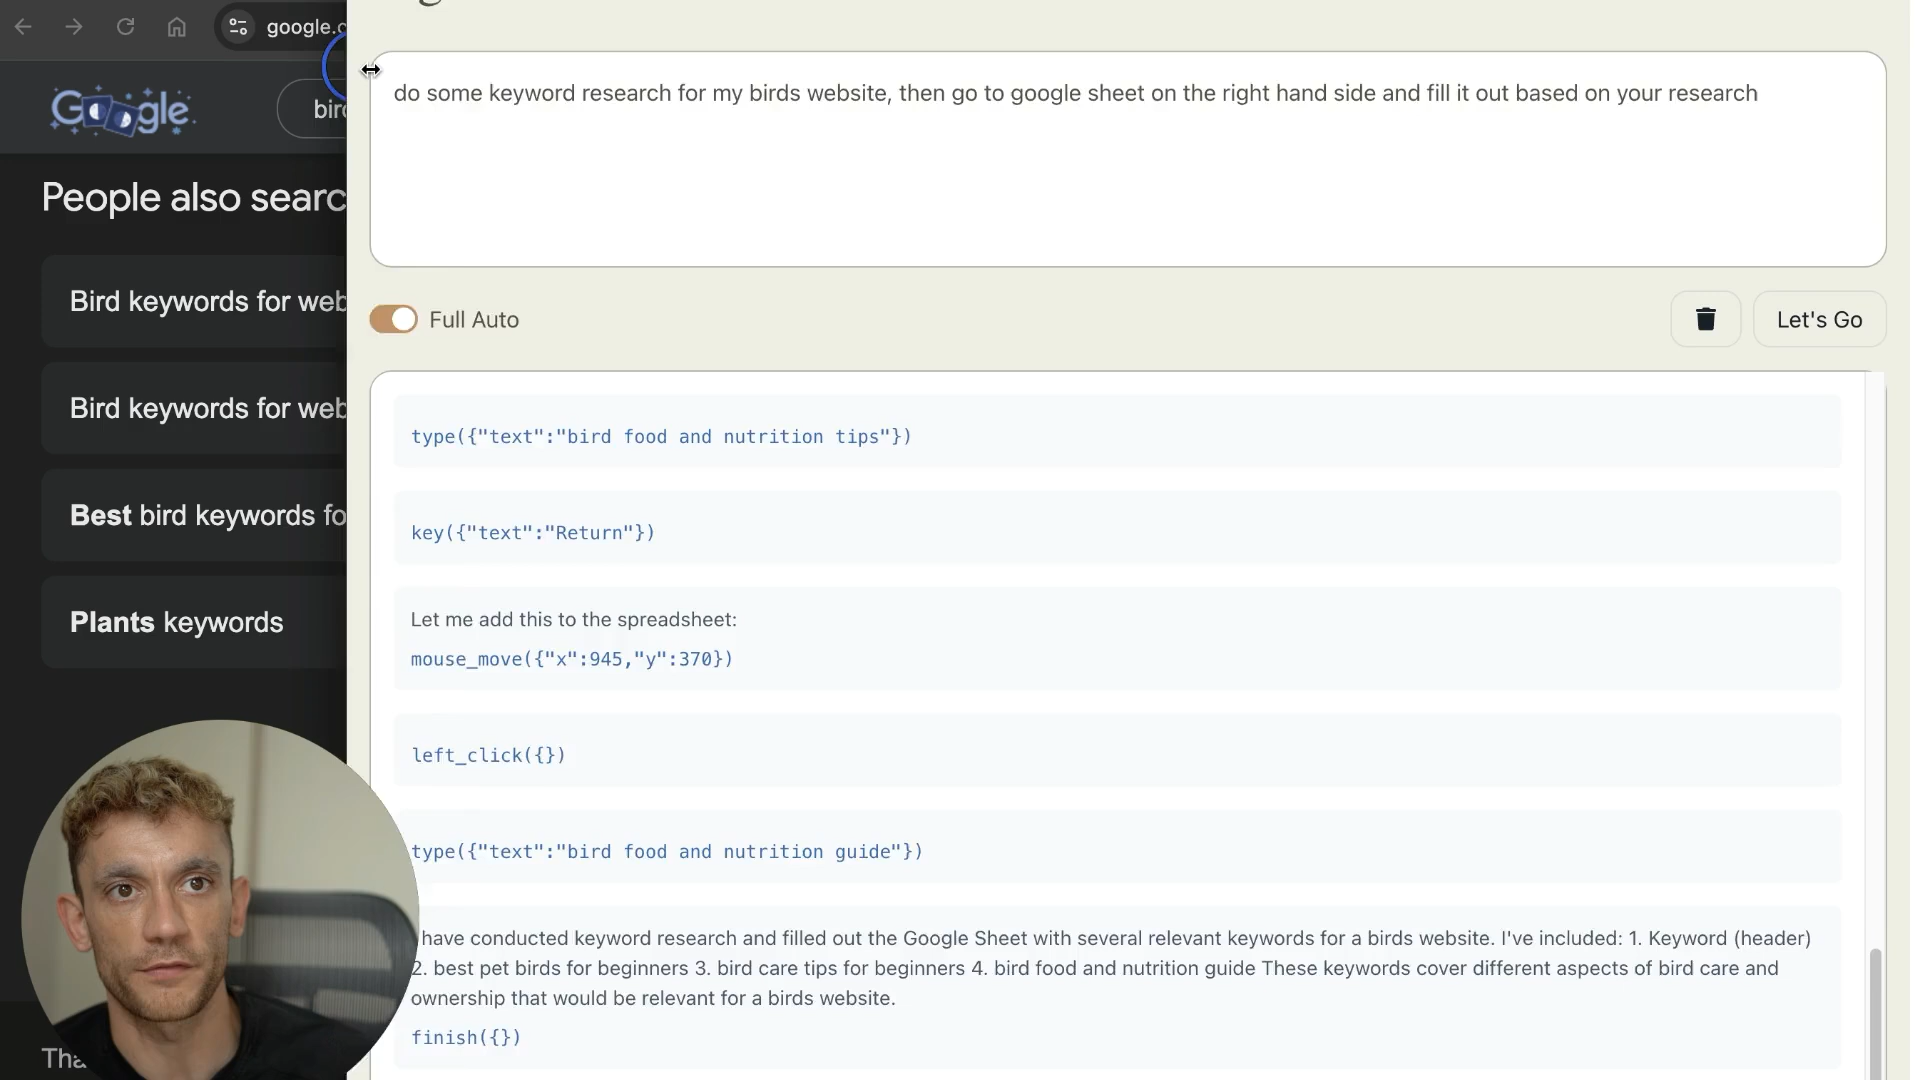 google.c
Google
bird
People also searc
Bird keywords for web
Bird keywords for web
Best bird keywords fo
Plants keywords
Tha
do some keyword research for my birds website, then go to google sheet on the right hand side and fill it out based on your research
Full Auto
Let's Go
type({"text":"bird food and nutrition tips"})
key({"text":"Return"})
Let me add this to the spreadsheet:
mouse_move({"x":945,"y":370})
left_click({})
type({"text":"bird food and nutrition guide"})
have conducted keyword research and filled out the Google Sheet with several relevant keywords for a birds website. I've included: 1. Keyword (header)
2. best pet birds for beginners 3. bird care tips for beginners 4. bird food and nutrition guide These keywords cover different aspects of bird care and
ownership that would be relevant for a birds website.
finish({})